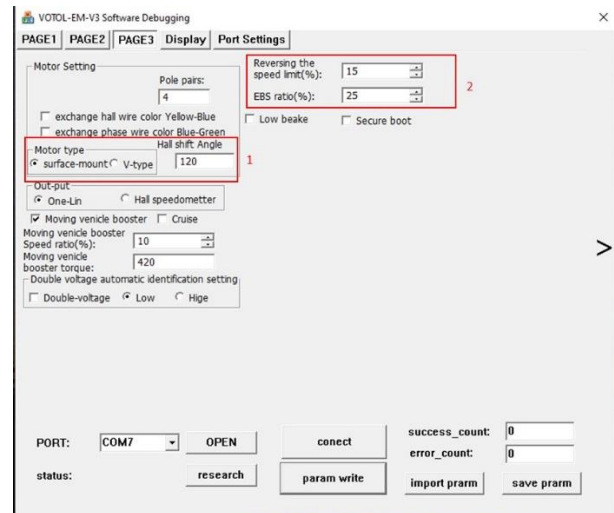 VOTOL-EM-V3 Software Debugging
PAGE1 PAGE2 PAGE3 Display Port Settings
Motor Setting
Pole pairs:
4
exchange hall wire color Yellow-Blue
exchange phase wire color Blue-Green
Motor type
Hall shift Angle
surface-mount V-type 120
1
Out-put
One-Lin Hall speedometter
Moving venicle booster Cruise
Moving venicle booster
Speed ratio(%): 10
Moving venicle
booster torque: 420
Double voltage automatic identification setting
Double-voltage Low Hige
Reversing the
speed limit(%): 15
EBS ratio(%): 25
2
Low beake Secure boot
>
PORT: COM7 OPEN conect
success_count: 0
error_count: 0
status: research param write import prarm save prarm